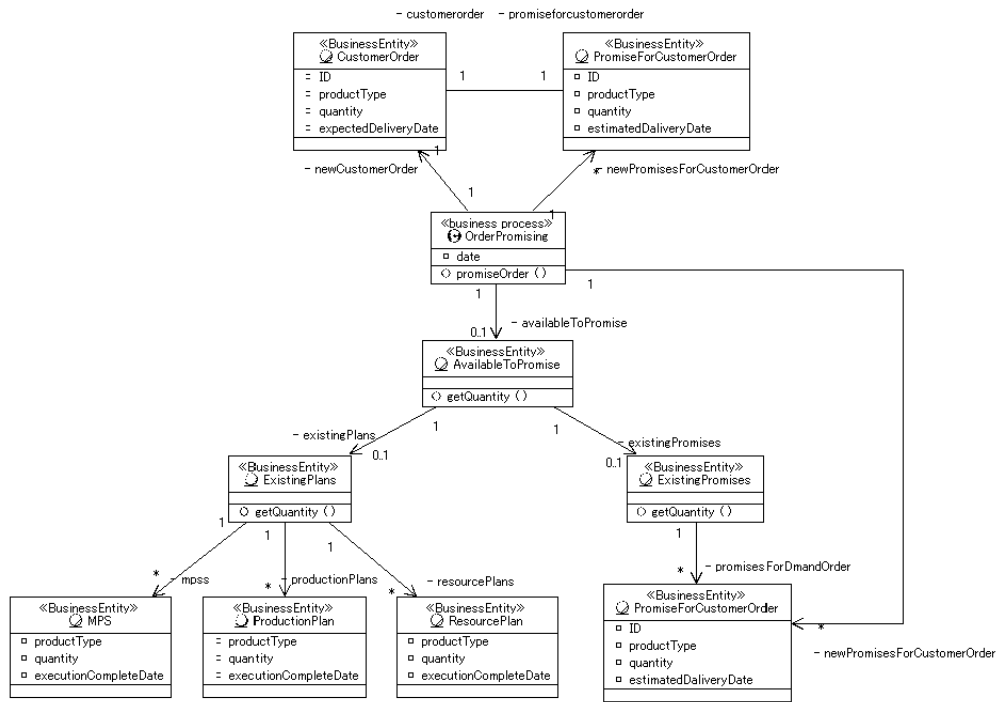 - customerorder - promiseforcustomerorder
«BusinessEntity»
CustomerOrder
ID
productType
quantity
expectedDeliveryDate
1
1
«BusinessEntity»
PromiseForCustomerOrder
ID
productType
quantity
estimatedDaliveryDate
1
- newCustomerOrder
1
* - newPromisesForCustomerOrder
1
«business process»
OrderPromising
date
promiseOrder ()
1
1
0..1
- availableToPromise
«BusinessEntity»
AvailableToPromise
getQuantity ()
1
1
- existingPlans
0..1
- existingPromises
0..1
«BusinessEntity»
ExistingPlans
getQuantity ()
«BusinessEntity»
ExistingPromises
getQuantity ()
1
1
1
1
* - mpss
* - productionPlans
* - resourcePlans
* - promisesForDmandOrder
«BusinessEntity»
MPS
productType
quantity
executionCompleteDate
«BusinessEntity»
ProductionPlan
productType
quantity
executionCompleteDate
«BusinessEntity»
ResourcePlan
productType
quantity
executionCompleteDate
«BusinessEntity»
PromiseForCustomerOrder
ID
productType
quantity
estimatedDaliveryDate
*
- newPromisesForCustomerOrder